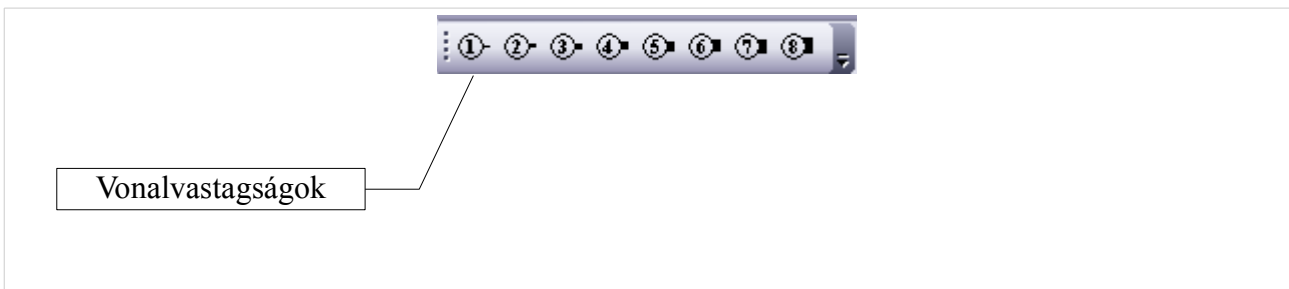 ① ② ③ ④ ⑤ ⑥ ⑦ ⑧
Vonalvastagságok